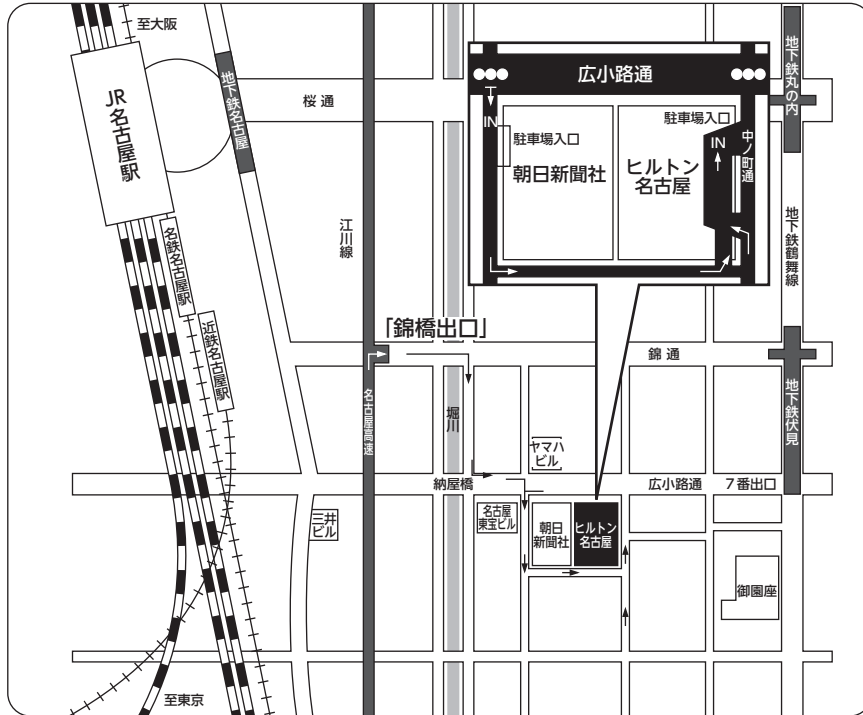 至大阪
JR名古屋駅
地下鉄名古屋
桜通
広小路通
地下鉄丸の内
IN
駐車場入口
朝日新聞社
駐車場入口
IN
ヒルトン
名古屋
中ノ町通
名鉄名古屋駅
江川線
地下鉄鶴舞線
近鉄名古屋駅
「錦橋出口」
錦通
名古屋高速
堀川
地下鉄伏見
ヤマハ
ビル
納屋橋
広小路通
7番出口
三井
ビル
名古屋
東宝ビル
朝日
新聞社
ヒルトン
名古屋
御園座
至東京